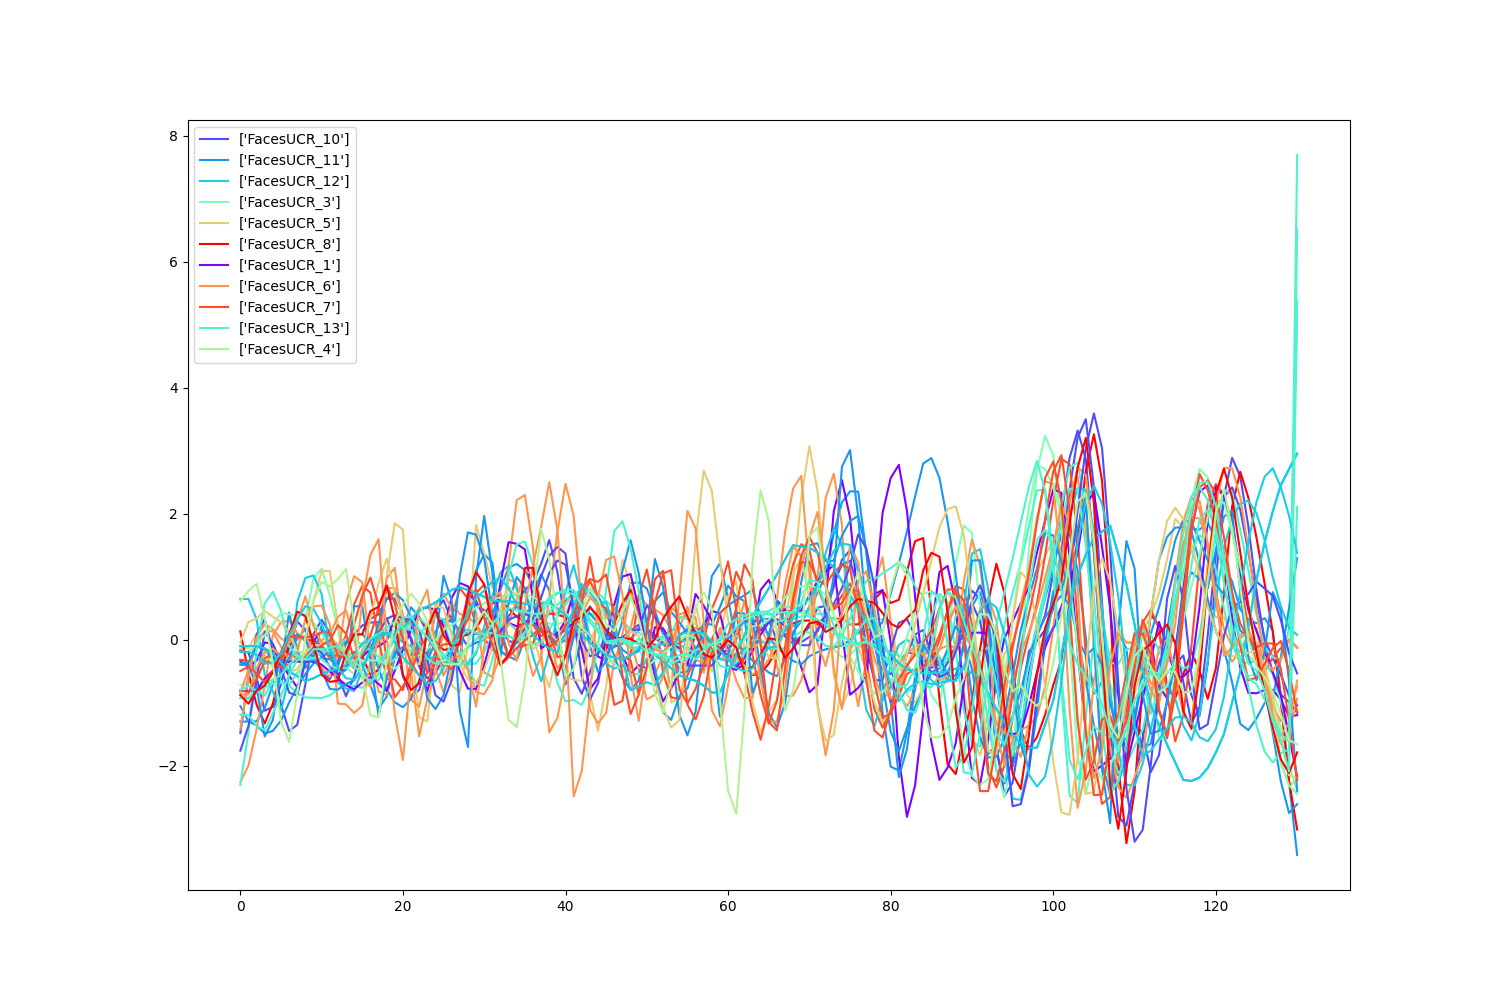 8
6
4
2
0
−2
['FacesUCR_10']
['FacesUCR_11']
['FacesUCR_12']
['FacesUCR_3']
['FacesUCR_5']
['FacesUCR_8']
['FacesUCR_1']
['FacesUCR_6']
['FacesUCR_7']
['FacesUCR_13']
['FacesUCR_4']
0 20 40 60 80 100 120